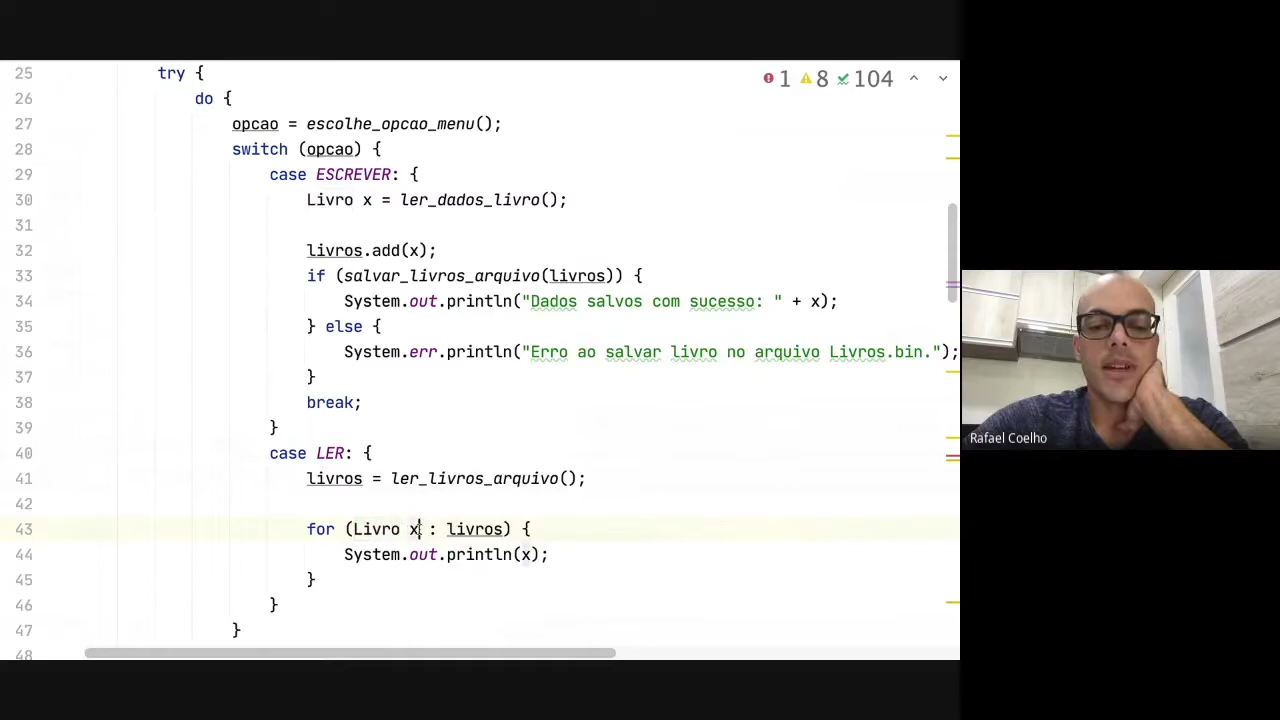 25 try {
1 8 104
26 do {
27 opcao = escolhe_opcao_menu();
28 switch (opcao) {
29 case ESCREVER: {
30 Livro x = ler_dados_livro();
31
32 livros.add(x);
33 if (salvar_livros_arquivo(livros)) {
34 System.out.println("Dados salvos com sucesso: " + x);
35 } else {
36 System.err.println("Erro ao salvar livro no arquivo Livros.bin.");
37 }
38 break;
39 }
40 case LER: {
41 livros = ler_livros_arquivo();
42
43 for (Livro x : livros) {
44 System.out.println(x);
45 }
46 }
47 }
48
Rafael Coelho